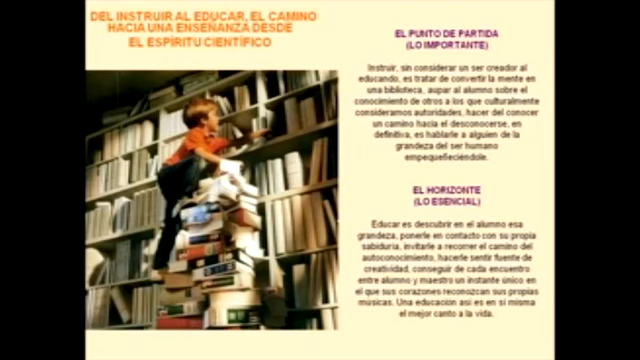 DEL INSTRUIR AL EDUCAR, EL CAMINO
HACIA UNA ENSEÑANZA DESDE
EL ESPÍRITU CIENTÍFICO
EL PUNTO DE PARTIDA
(LO IMPORTANTE)
Instruir, sin considerar un ser creador al
educando, es tratar de convertir la mente en
una biblioteca, aupar al alumno sobre el
conocimiento de otros a los que culturalmente
consideramos autoridades, hacer del conocer
un camino hacia el desconocerse, en
definitiva, es hablarle a alguien de la
grandeza del ser humano
empequeñeciéndole.
EL HORIZONTE
(LO ESENCIAL)
Educar es descubrir en el alumno esa
grandeza, ponerle en contacto con su propia
sabiduría, invitarle a recorrer el camino del
autoconocimiento, hacerle sentir fuente de
creatividad, conseguir de cada encuentro
entre alumno y maestro un instante único en
el que sus corazones reconozcan sus propias
músicas. Una educación así es en sí misma
el mejor canto a la vida.